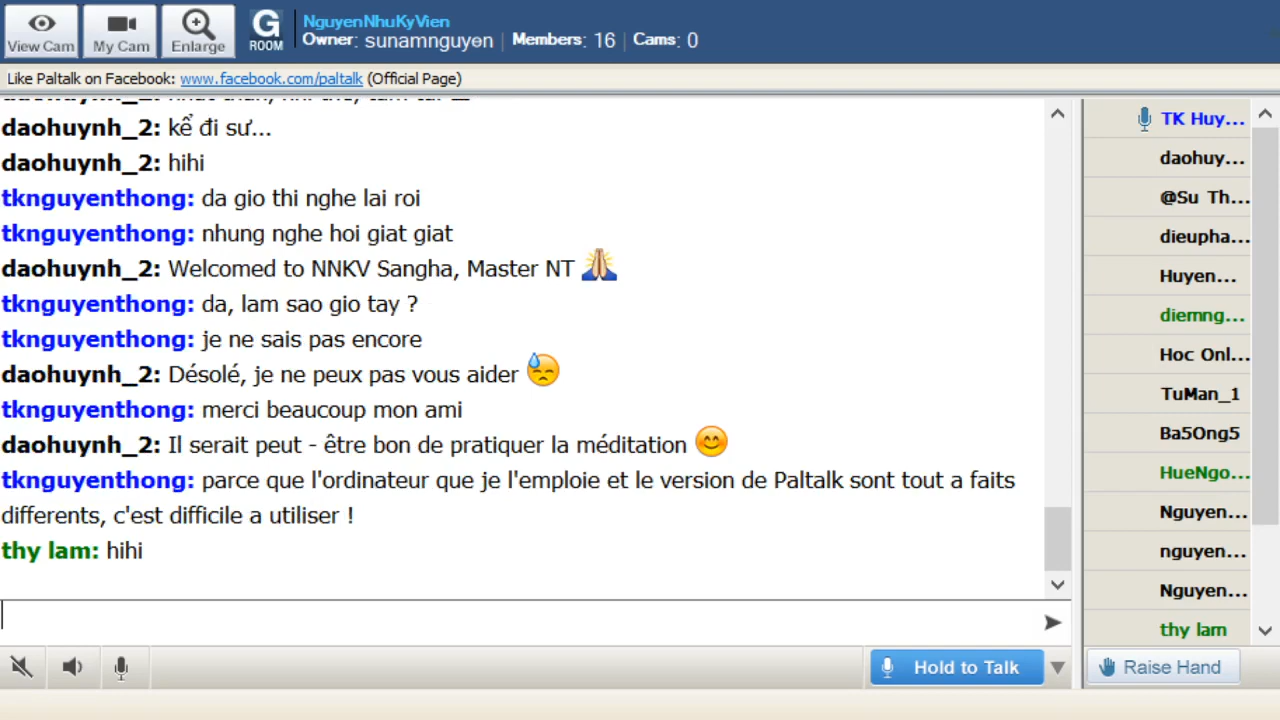 View Cam
My Cam
Enlarge
G
ROOM
NguyenNhuKyVien
Owner: sunamnguyen | Members: 16 | Cams: 0
Like Paltalk on Facebook: www.facebook.com/paltalk (Official Page)
daohuynh_2: kể đi sư...
daohuynh_2: hihi
tknguyenthong: da gio thi nghe lai roi
tknguyenthong: nhung nghe hoi giat giat
daohuynh_2: Welcomed to NNKV Sangha, Master NT
tknguyenthong: da, lam sao gio tay ?
tknguyenthong: je ne sais pas encore
daohuynh_2: Désolé, je ne peux pas vous aider
tknguyenthong: merci beaucoup mon ami
daohuynh_2: Il serait peut - être bon de pratiquer la méditation
tknguyenthong: parce que l'ordinateur que je l'emploie et le version de Paltalk sont tout a faits
differents, c'est difficile a utiliser !
thy lam: hihi
Hold to Talk
TK Huy...
daohuy...
@Su Th...
dieupha...
Huyen...
diemng...
Hoc Onl...
TuMan_1
Ba5Ong5
HueNgo...
Nguyen...
nguyen...
Nguyen...
thy lam
Raise Hand